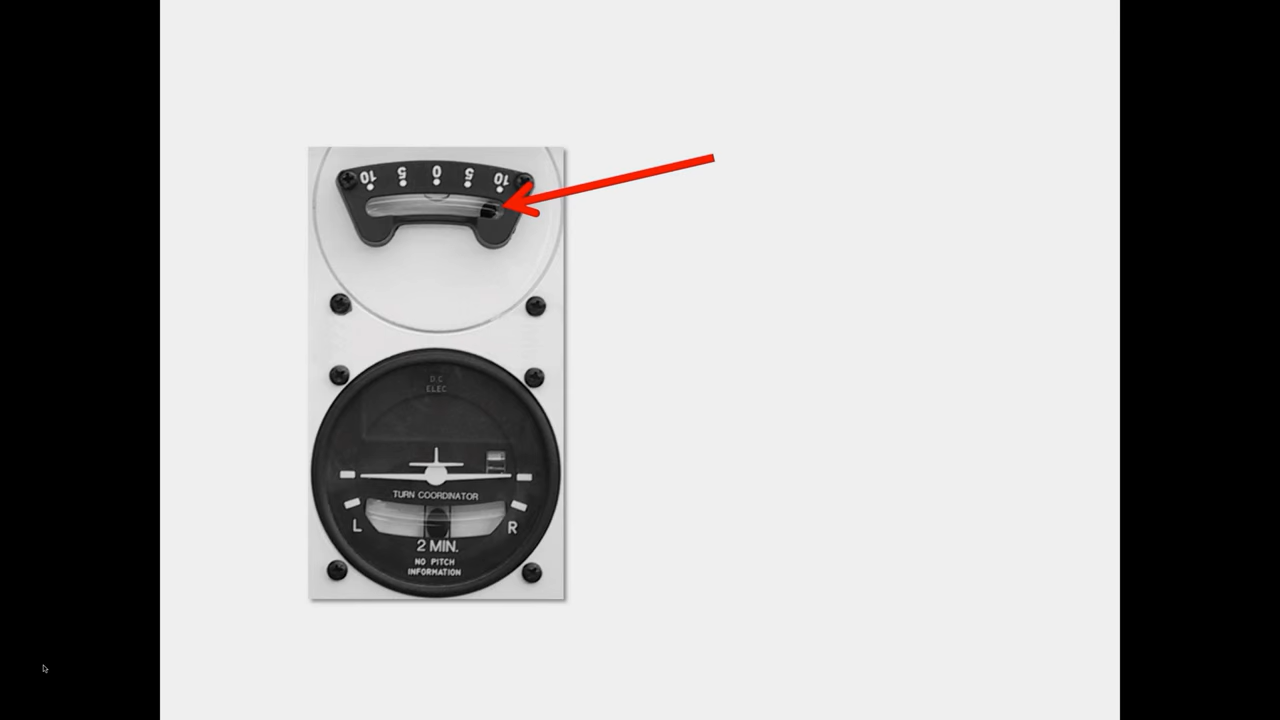 10 5 0 5 10
D.C.
ELEC.
TURN COORDINATOR
L R
2 MIN.
NO PITCH
INFORMATION